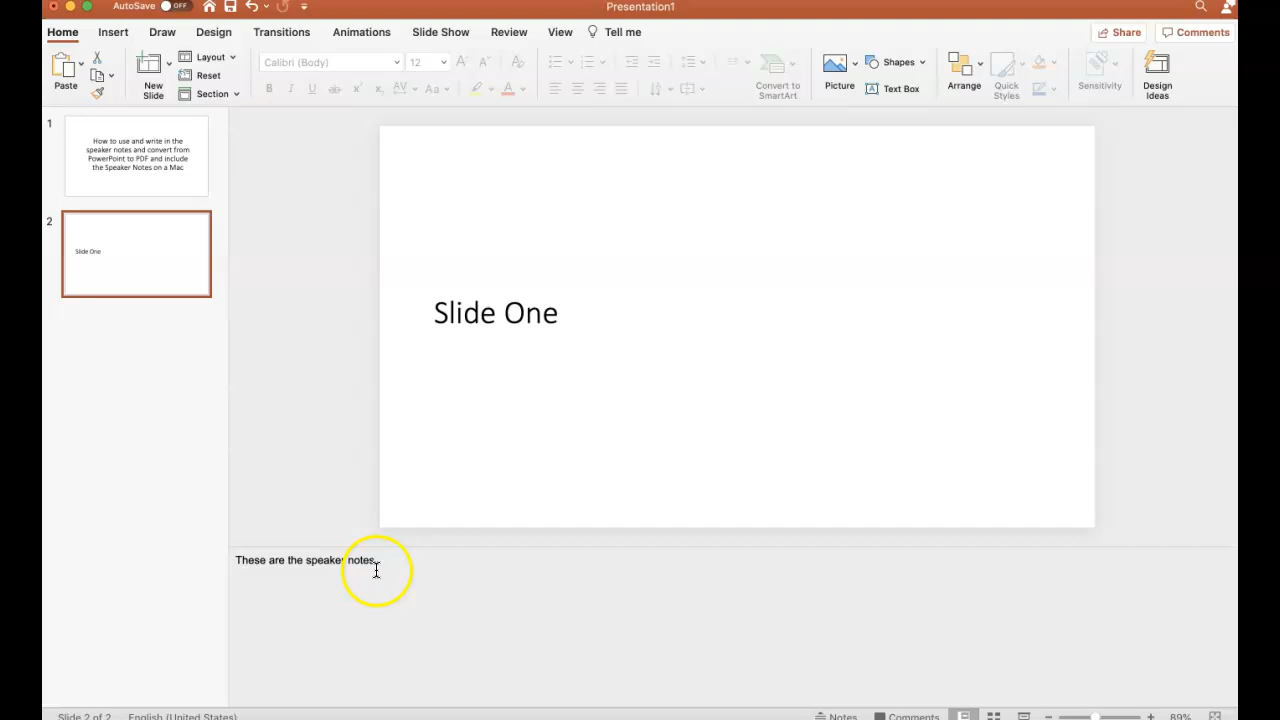 AutoSave OFF
Presentation1
Home Insert Draw Design Transitions Animations Slide Show Review View Tell me Share Comments
Paste
New Slide
Layout
Reset
Section
Calibri (Body) 12
B I U ab x² x AV Aa A
Convert to SmartArt
Picture
Shapes
Text Box
Arrange
Quick Styles
Sensitivity
Design Ideas
1
How to use and write in the
speaker notes and convert from
PowerPoint to PDF and include
the Speaker Notes on a Mac
2
Slide One
Slide One
These are the speaker notes.
Slide 2 of 2 English (United States) Notes Comments 89%